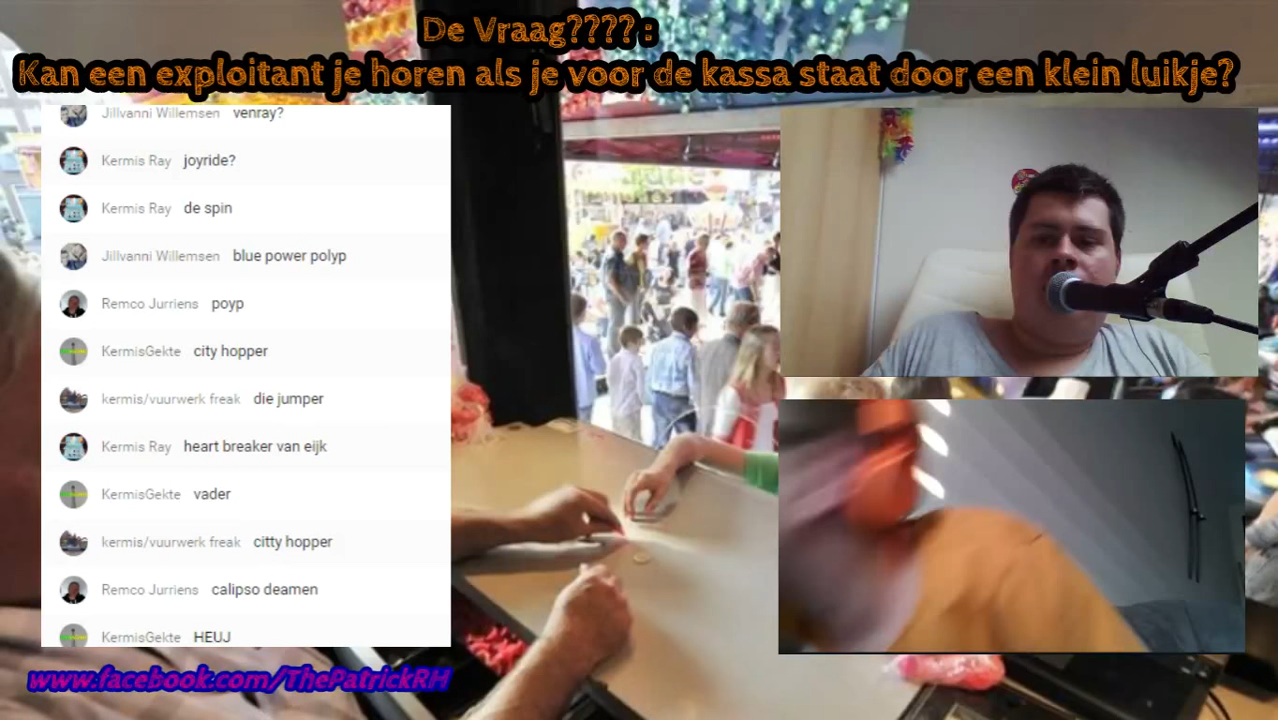 De Vraag???? :
Kan een exploitant je horen als je voor de kassa staat door een klein luikje?
Jillvanni Willemsen venray?
Kermis Ray joyride?
Kermis Ray de spin
Jillvanni Willemsen blue power polyp
Remco Jurriens poyp
KermisGekte city hopper
kermis/vuurwerk freak die jumper
Kermis Ray heart breaker van eijk
KermisGekte vader
kermis/vuurwerk freak citty hopper
Remco Jurriens calipso deamen
KermisGekte HEUJ
www.facebook.com/ThePatrickRH